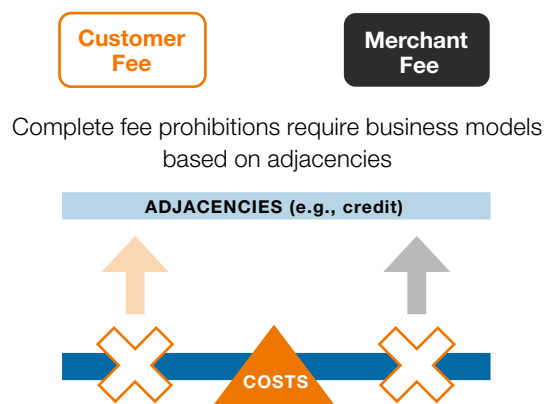 Customer
Fee
Merchant
Fee
Complete fee prohibitions require business models
based on adjacencies
ADJACENCIES (e.g., credit)
COSTS